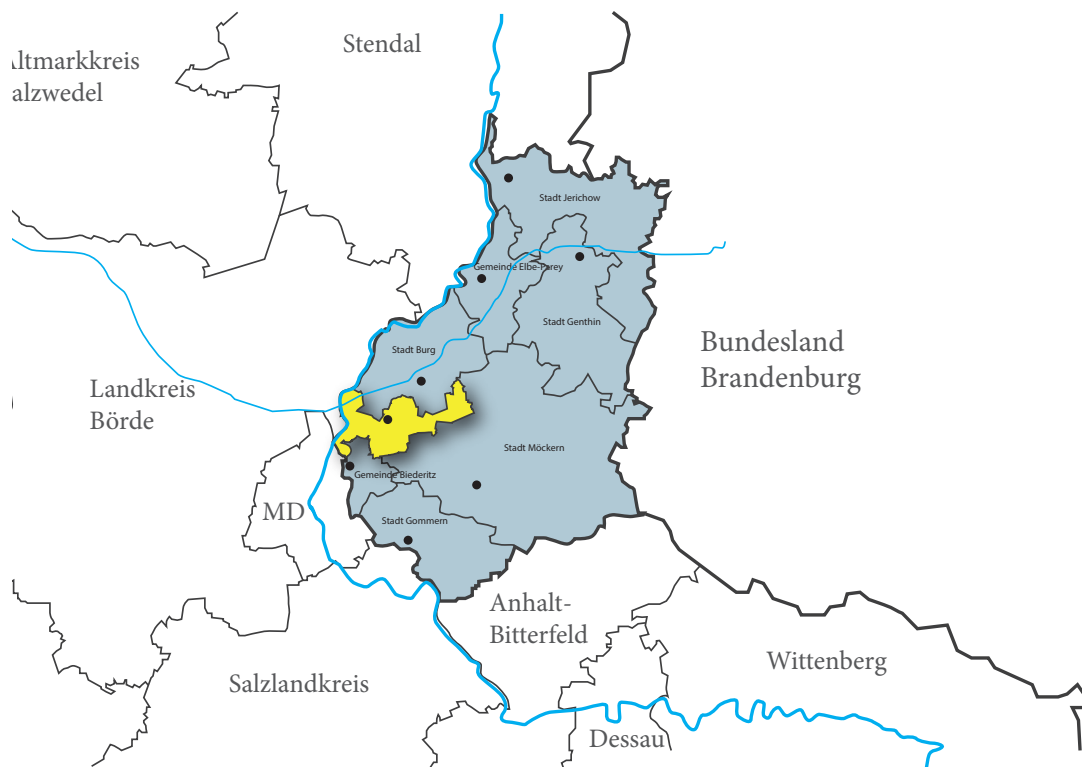 Stendal
Altmarkkreis
alzwedel
Stadt Jerichow
Gemeinde Elbe-Parey
Stadt Genthin
Stadt Burg
Bundesland
Brandenburg
Landkreis
Börde
Stadt Möckern
Gemeinde Biederitz
MD
Stadt Gommern
Anhalt-
Bitterfeld
Wittenberg
Salzlandkreis
Dessau